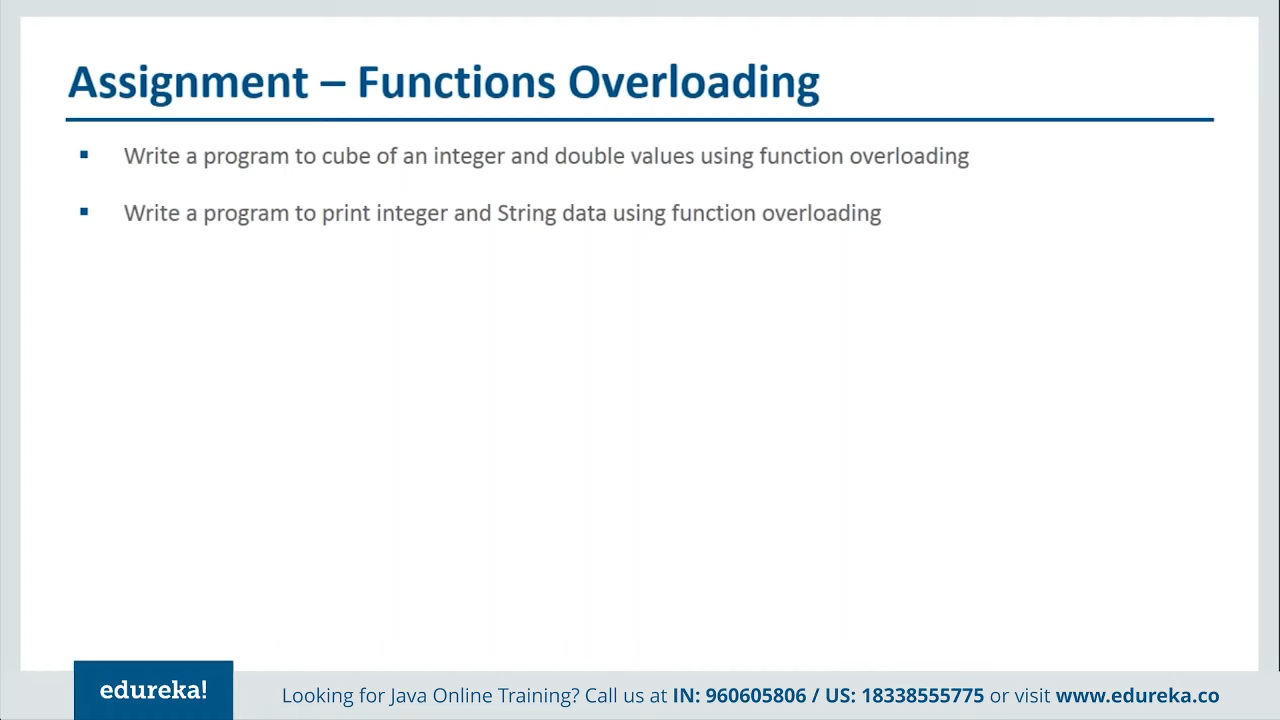 Assignment – Functions Overloading
▪ Write a program to cube of an integer and double values using function overloading
▪ Write a program to print integer and String data using function overloading
edureka!
Looking for Java Online Training? Call us at IN: 960605806 / US: 18338555775 or visit www.edureka.co